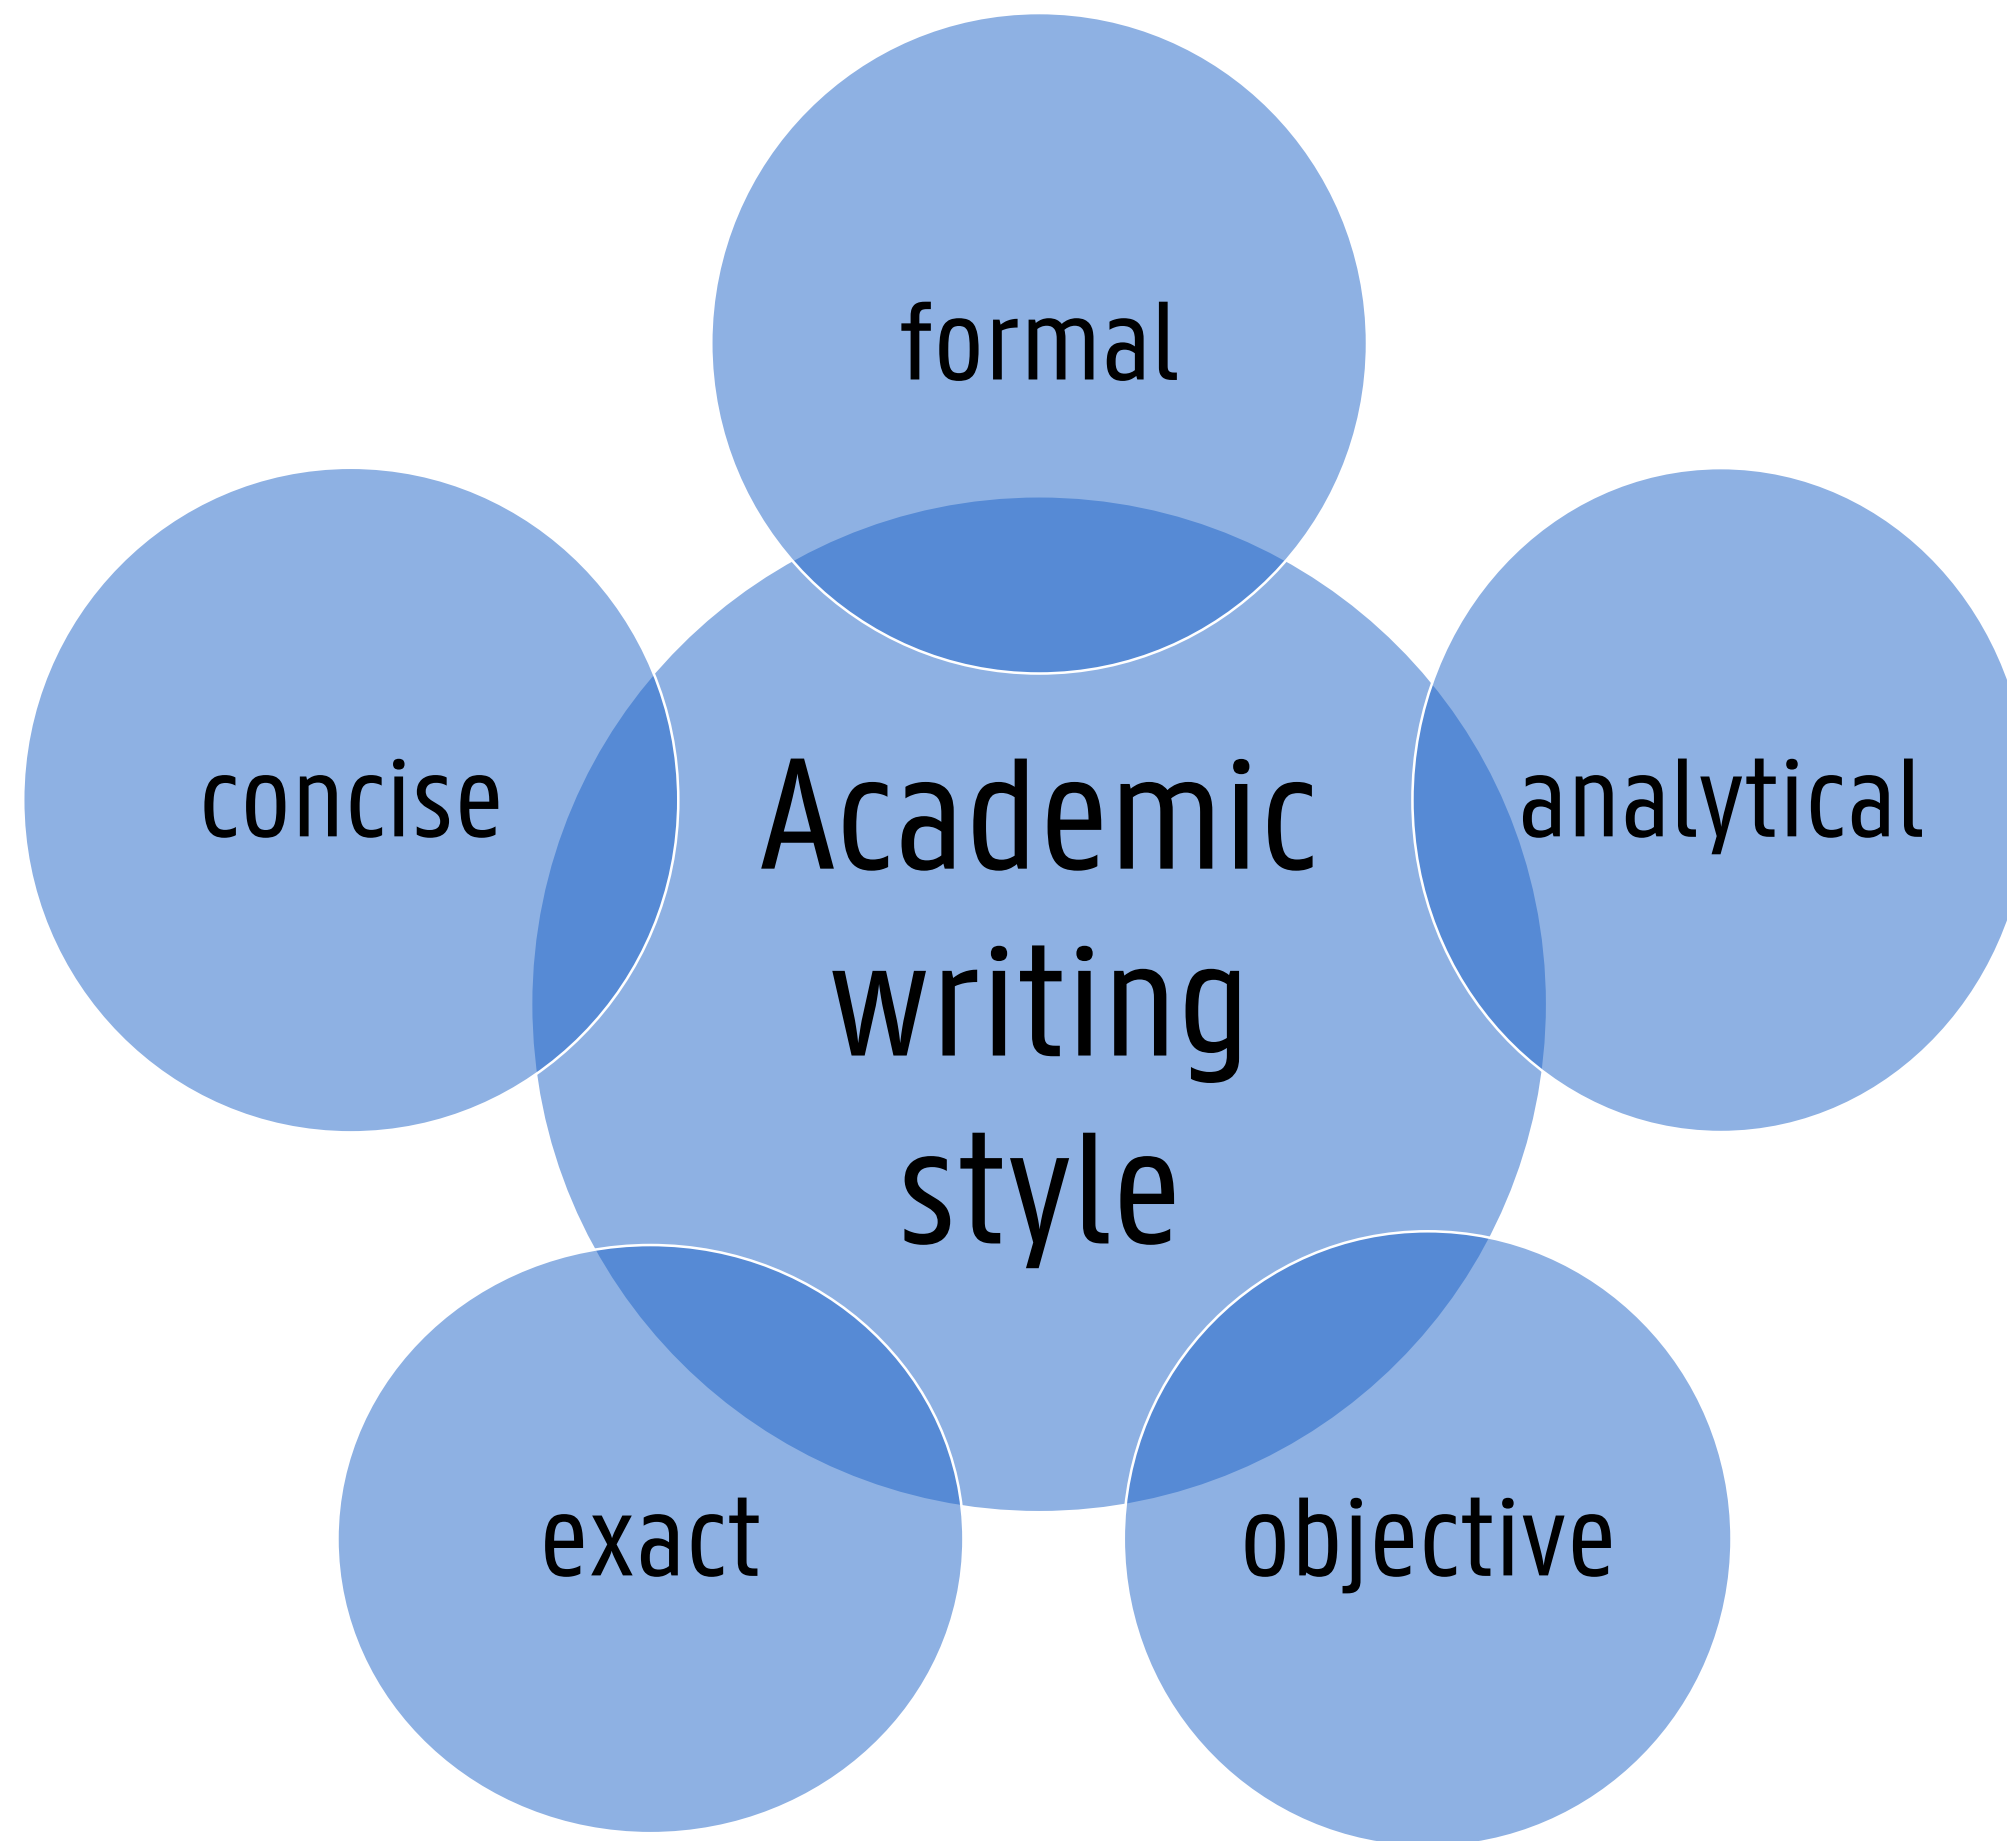 formal
concise
analytical
Academic
writing
style
exact
objective